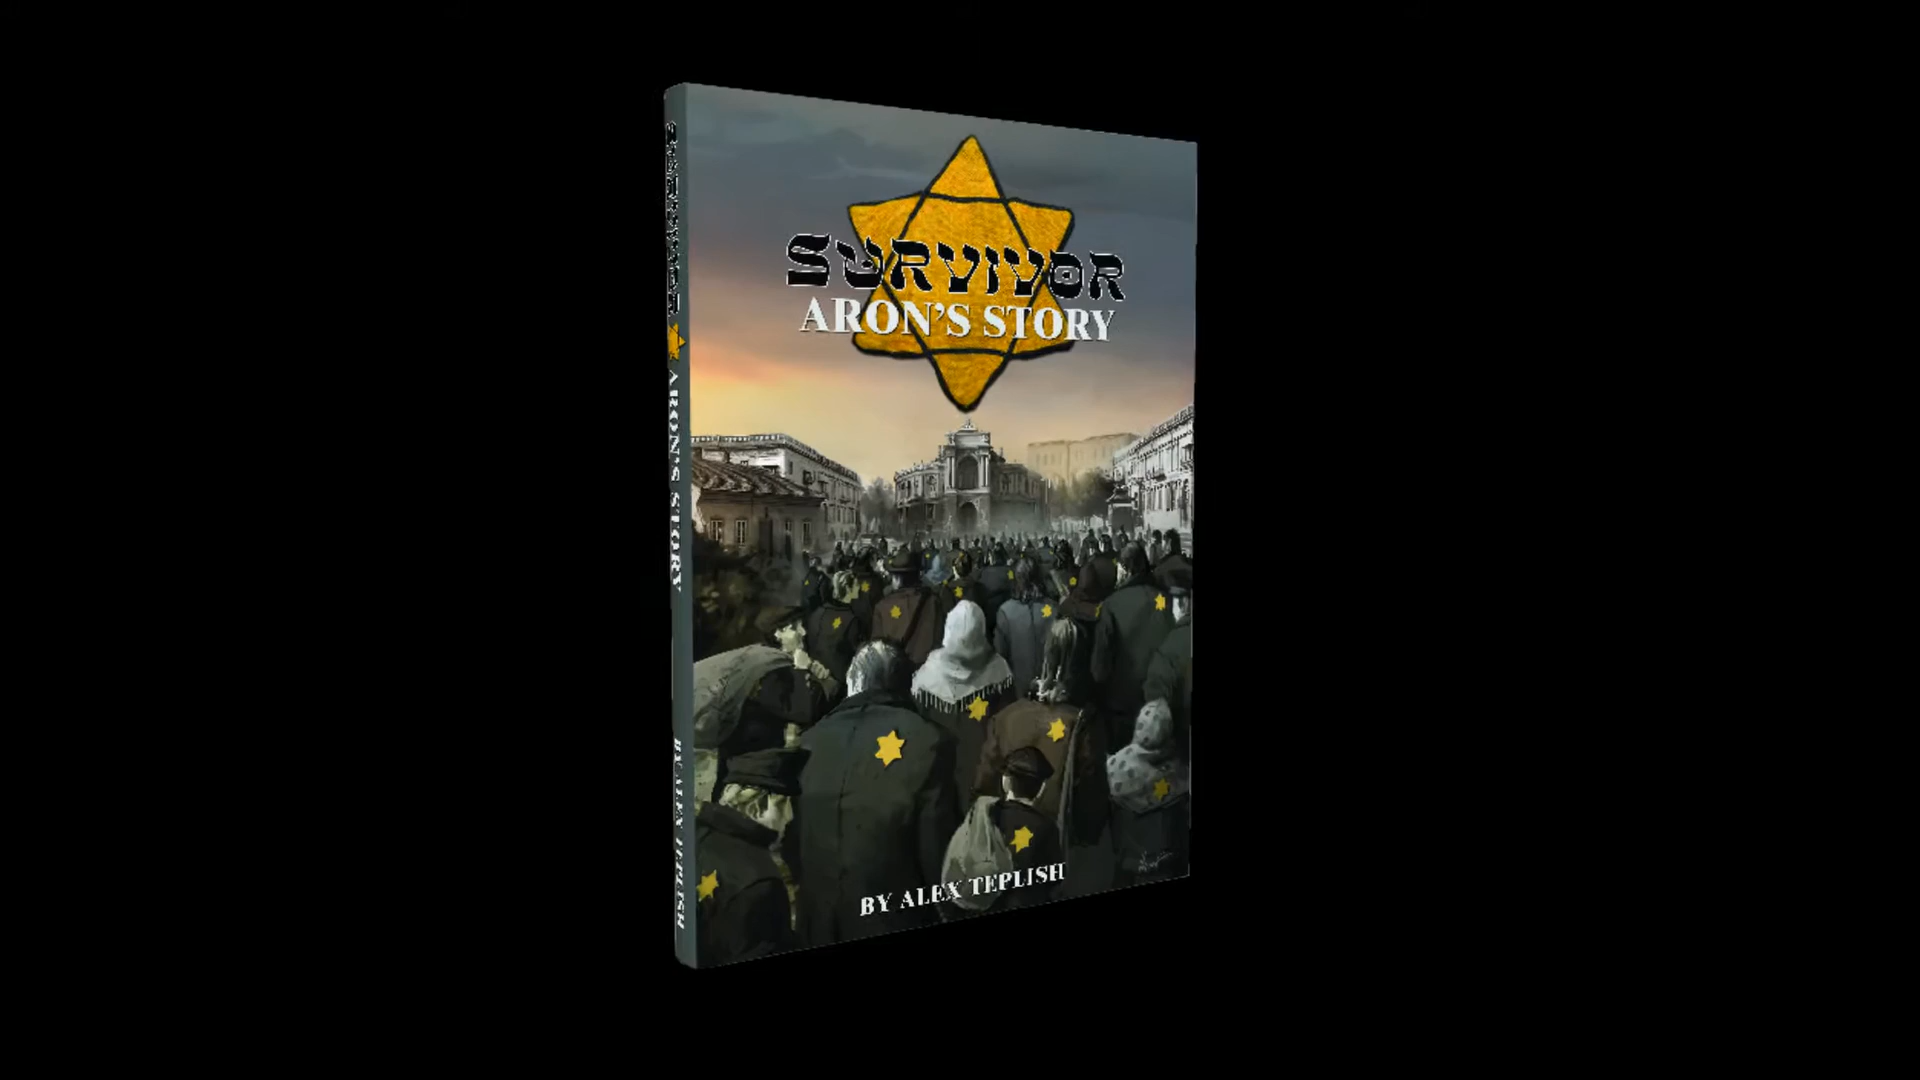 SURVIVOR
ARON'S STORY
BY ALEX TEPLISH
SURVIVOR ARON'S STORY BY ALEX TEPLISH